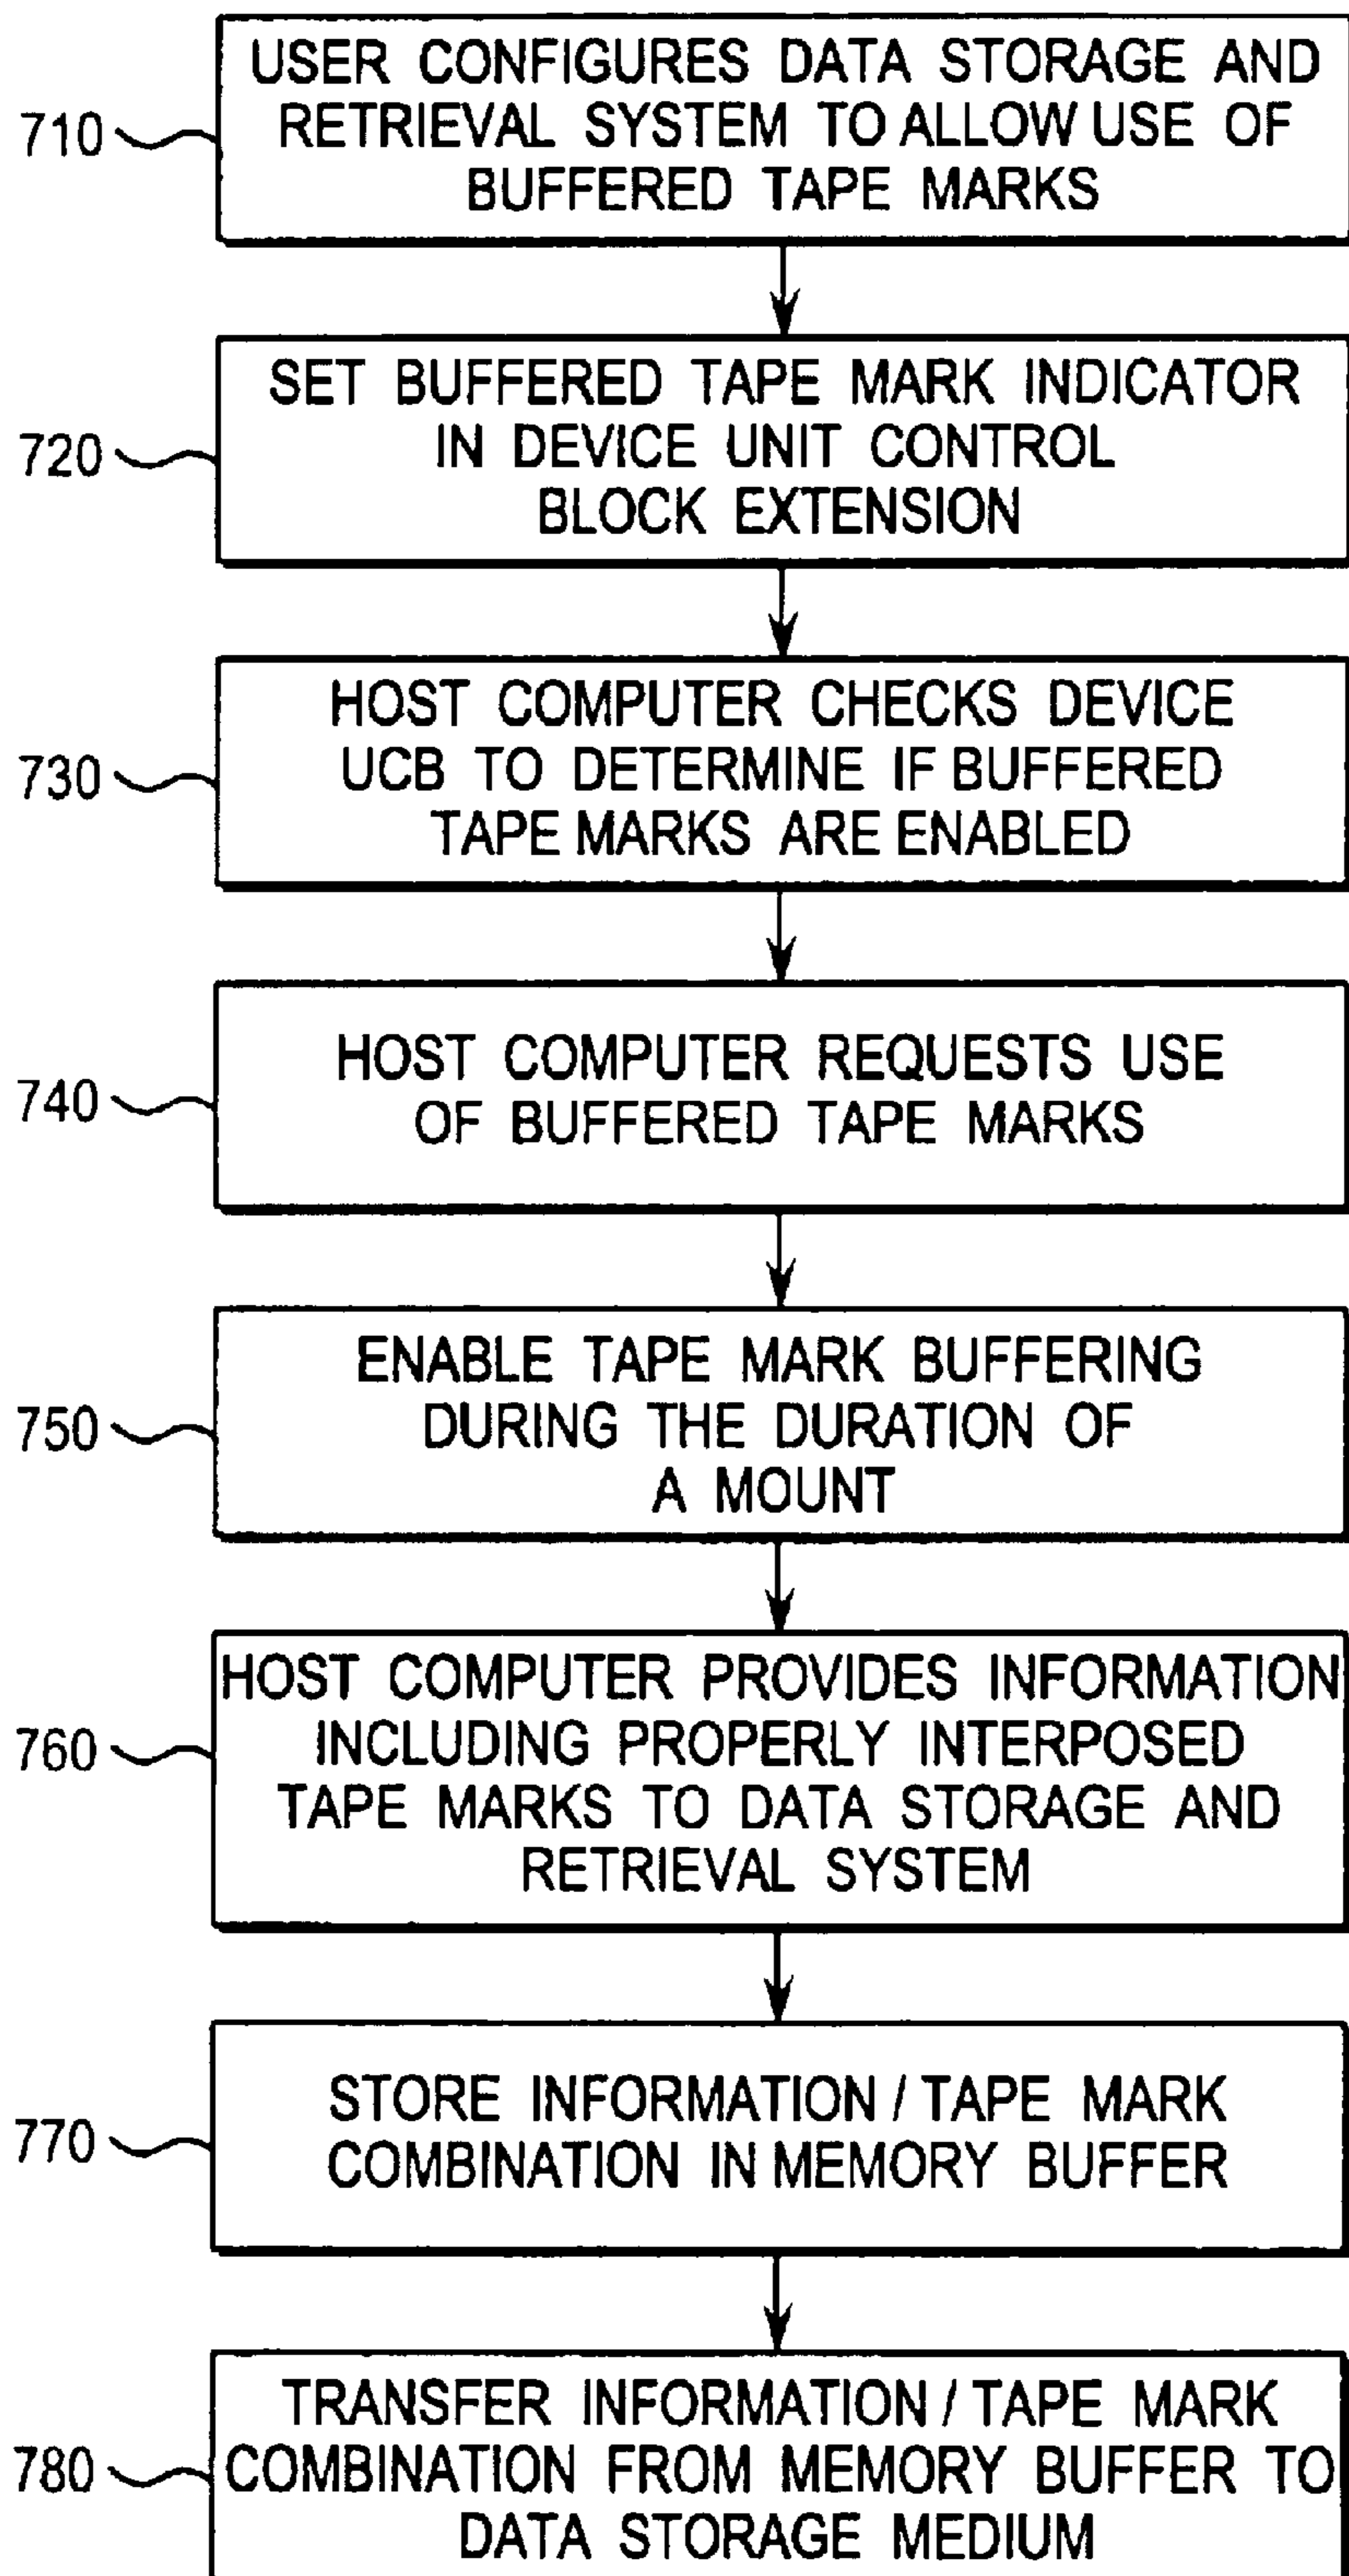 USER CONFIGURES DATA STORAGE AND
710 RETRIEVAL SYSTEM TO ALLOW USE OF
BUFFERED TAPE MARKS
SET BUFFERED TAPE MARK INDICATOR
720 IN DEVICE UNIT CONTROL
BLOCK EXTENSION
HOST COMPUTER CHECKS DEVICE
730 UCB TO DETERMINE IF BUFFERED
TAPE MARKS ARE ENABLED
HOST COMPUTER REQUESTS USE
740 OF BUFFERED TAPE MARKS
ENABLE TAPE MARK BUFFERING
750 DURING THE DURATION OF
A MOUNT
HOST COMPUTER PROVIDES INFORMATION
760 INCLUDING PROPERLY INTERPOSED
TAPE MARKS TO DATA STORAGE AND
RETRIEVAL SYSTEM
STORE INFORMATION / TAPE MARK
770 COMBINATION IN MEMORY BUFFER
TRANSFER INFORMATION / TAPE MARK
780 COMBINATION FROM MEMORY BUFFER TO
DATA STORAGE MEDIUM